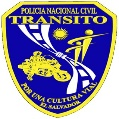 POLICIA NACIONAL CIVIL
TRANSITO
POR UNA CULTURA VIAL
EL SALVADOR